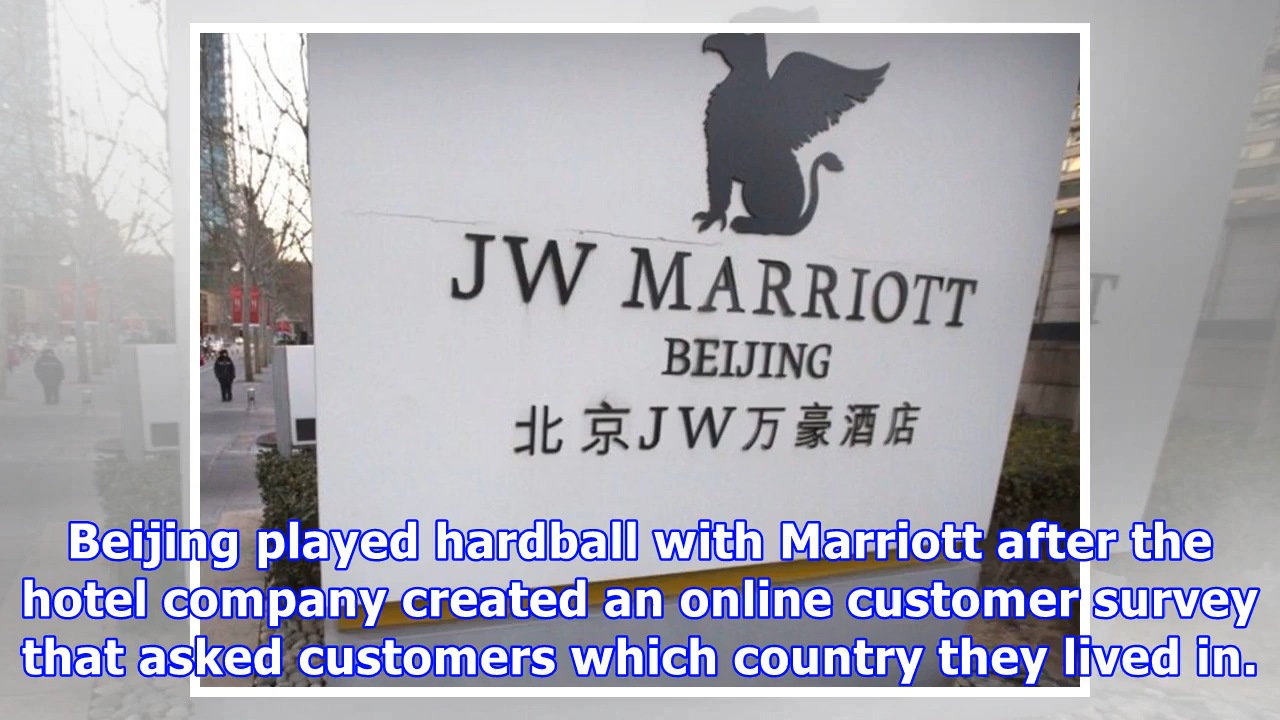 JW MARRIOTT
BEIJING
北京JW万豪酒店
Beijing played hardball with Marriott after the
hotel company created an online customer survey
that asked customers which country they lived in.